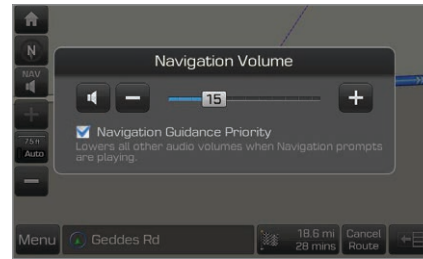 N
Navigation Volume
NAV
15
Navigation Guidance Priority
Lowers all other audio volumes when Navigation prompts
are playing.
Auto
Menu
Geddes Rd
18.6 mi
28 mins
Cancel
Route